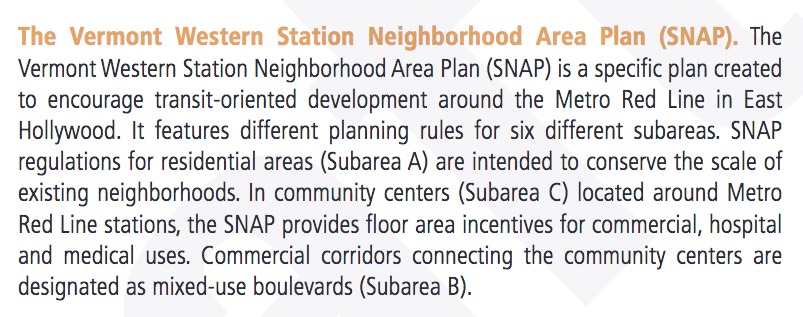 The Vermont Western Station Neighborhood Area Plan (SNAP). The
Vermont Western Station Neighborhood Area Plan (SNAP) is a specific plan created
to encourage transit-oriented development around the Metro Red Line in East
Hollywood. It features different planning rules for six different subareas. SNAP
regulations for residential areas (Subarea A) are intended to conserve the scale of
existing neighborhoods. In community centers (Subarea C) located around Metro
Red Line stations, the SNAP provides floor area incentives for commercial, hospital
and medical uses. Commercial corridors connecting the community centers are
designated as mixed-use boulevards (Subarea B).